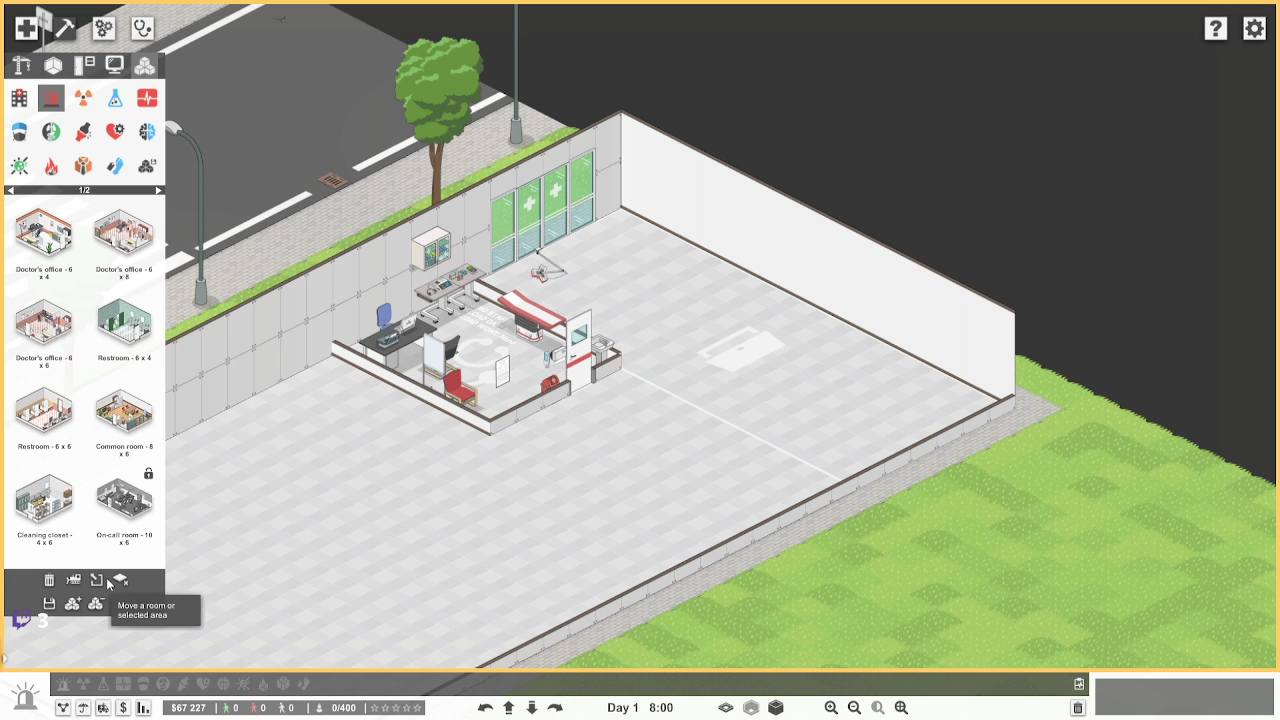 ?
1/2
Doctor's office - 6
x 4
Doctor's office - 6
x 8
Doctor's office - 6
x 6
Restroom - 6 x 4
Restroom - 6 x 6
Common room - 8
x 6
Cleaning closet -
4 x 6
On-call room - 10
x 6
Move a room or
selected area
3
$
$67 227
0
0
0
0/400
Day 1 8:00